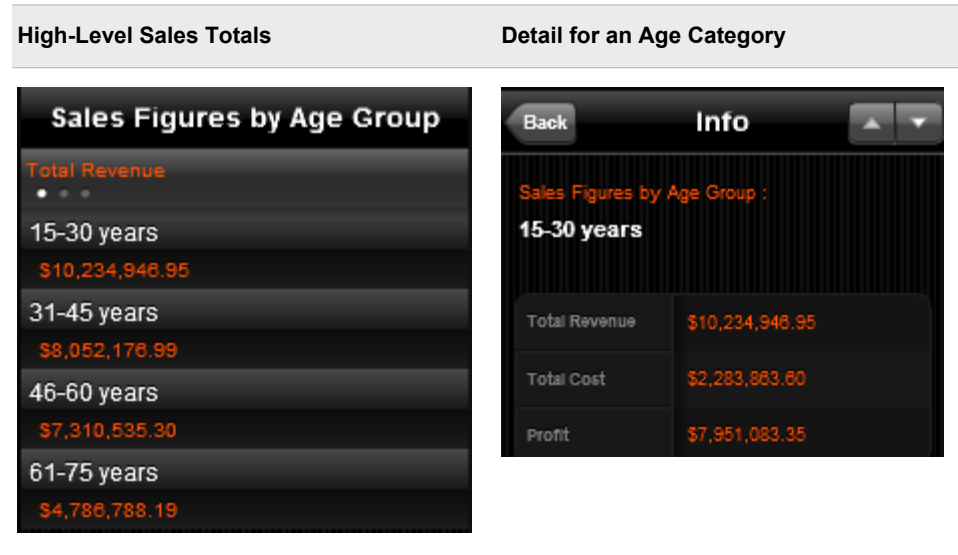 High-Level Sales Totals
Detail for an Age Category
Sales Figures by Age Group
Total Revenue
15-30 years
$10,234,946.95
31-45 years
$8,052,176.99
46-60 years
$7,310,535.30
61-75 years
$4,786,788.19
Back
Info
Sales Figures by Age Group :
15-30 years
Total Revenue
$10,234,946.95
Total Cost
$2,283,863.60
Profit
$7,951,083.35